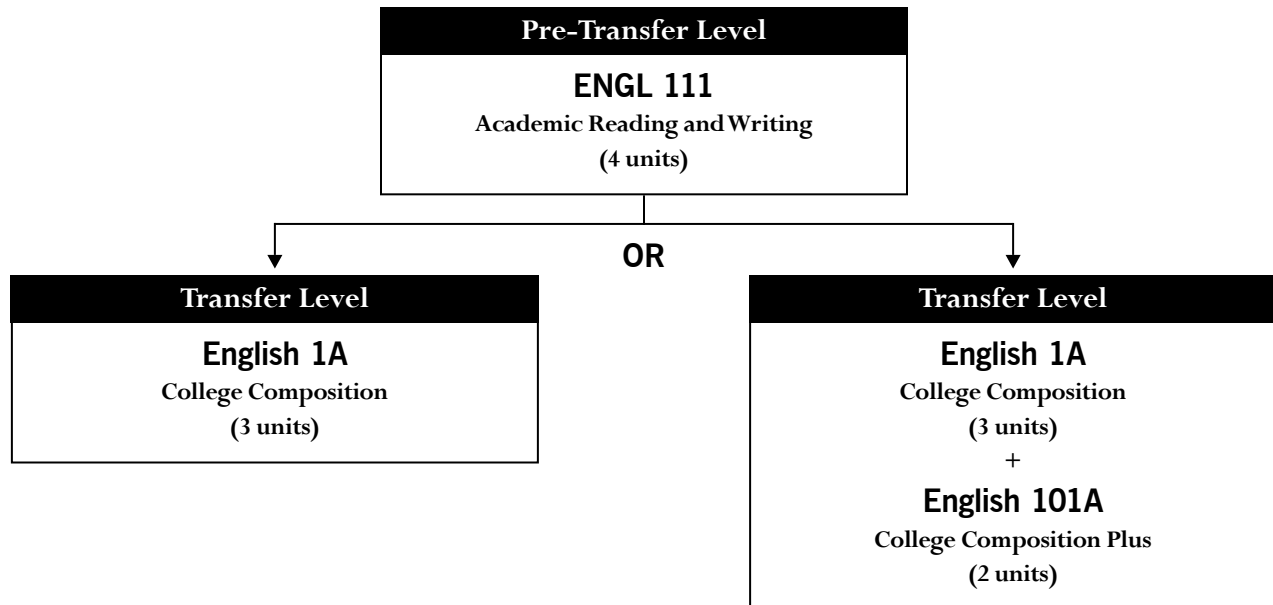 Pre-Transfer Level
ENGL 111
Academic Reading and Writing
(4 units)
OR
Transfer Level
English 1A
College Composition
(3 units)
Transfer Level
English 1A
College Composition
(3 units)
+
English 101A
College Composition Plus
(2 units)